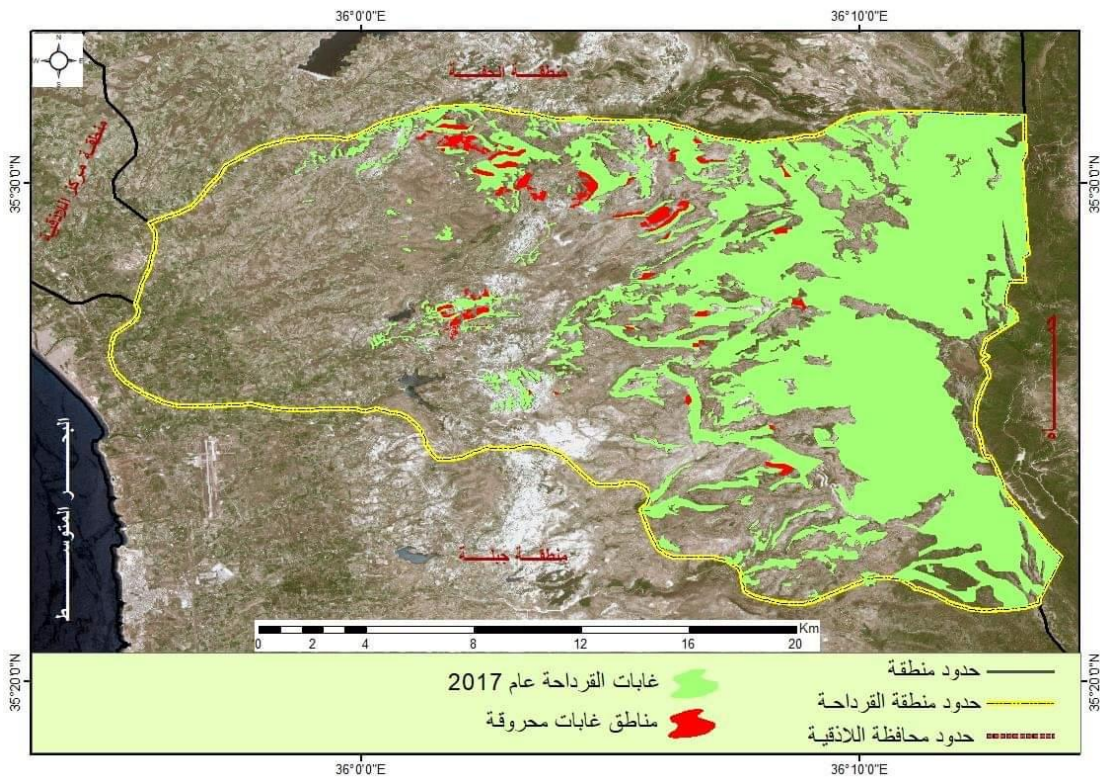 36°0'0"E
36°10'0"E
N
W E
S
منطقة الحفة
منطقة مركز اللاذقية
35°30'0"N
35°30'0"N
حماه
البحر المتوسط
منطقة جبلة
Km
0 2 4 8 12 16 20
غابات القرداحة عام 2017
مناطق غابات محروقة
حدود منطقة
حدود منطقة القرداحة
حدود محافظة اللاذقية
35°20'0"N
35°20'0"N
36°0'0"E
36°10'0"E